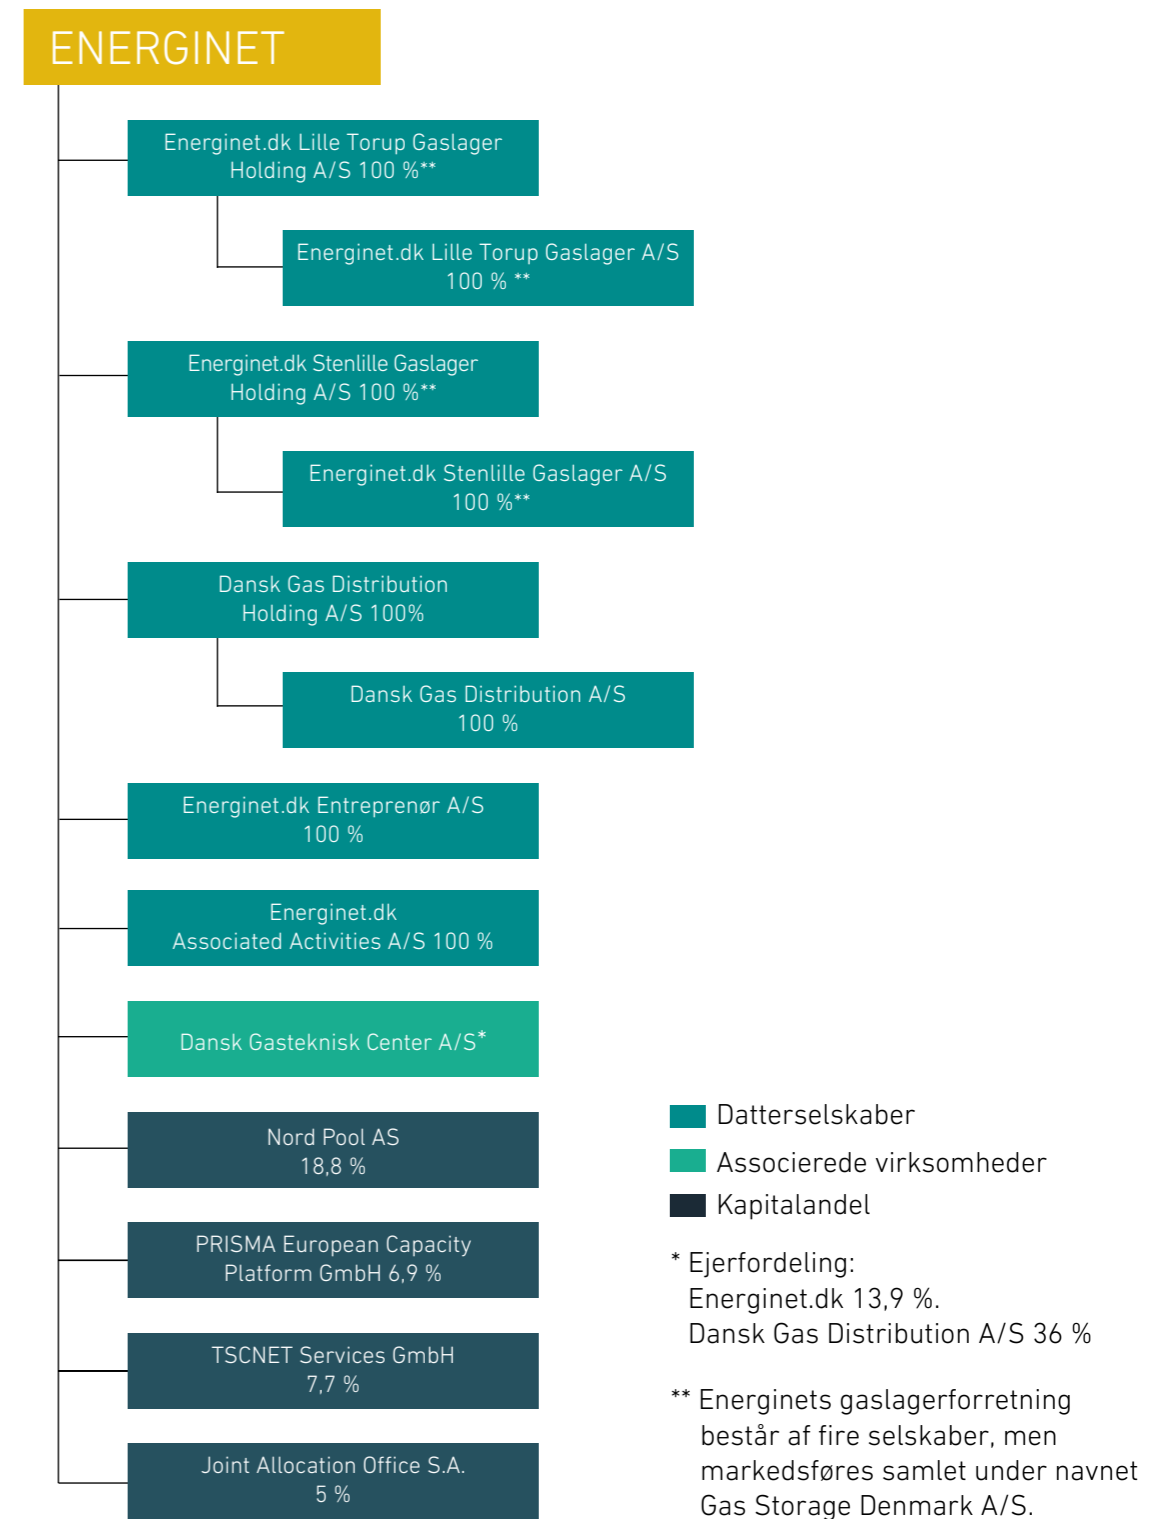 ENERGINET
Energinet.dk Lille Torup Gaslager
Holding A/S 100 %**
Energinet.dk Lille Torup Gaslager A/S
100 % **
Energinet.dk Stenlille Gaslager
Holding A/S 100 %**
Energinet.dk Stenlille Gaslager A/S
100 %**
Dansk Gas Distribution
Holding A/S 100%
Dansk Gas Distribution A/S
100 %
Energinet.dk Entreprenør A/S
100 %
Energinet.dk
Associated Activities A/S 100 %
Dansk Gasteknisk Center A/S*
Nord Pool AS
18,8 %
PRISMA European Capacity
Platform GmbH 6,9 %
TSCNET Services GmbH
7,7 %
Joint Allocation Office S.A.
5 %
Datterselskaber
Associerede virksomheder
Kapitalandel
* Ejerfordeling:
Energinet.dk 13,9 %.
Dansk Gas Distribution A/S 36 %
** Energinets gaslagerforretning
består af fire selskaber, men
markedsføres samlet under navnet
Gas Storage Denmark A/S.